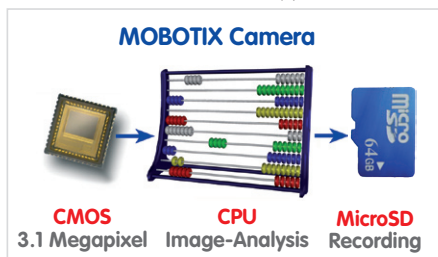 MOBOTIX Camera
micro
SD
64GB
CMOS
CPU
MicroSD
3.1 Megapixel
Image-Analysis
Recording